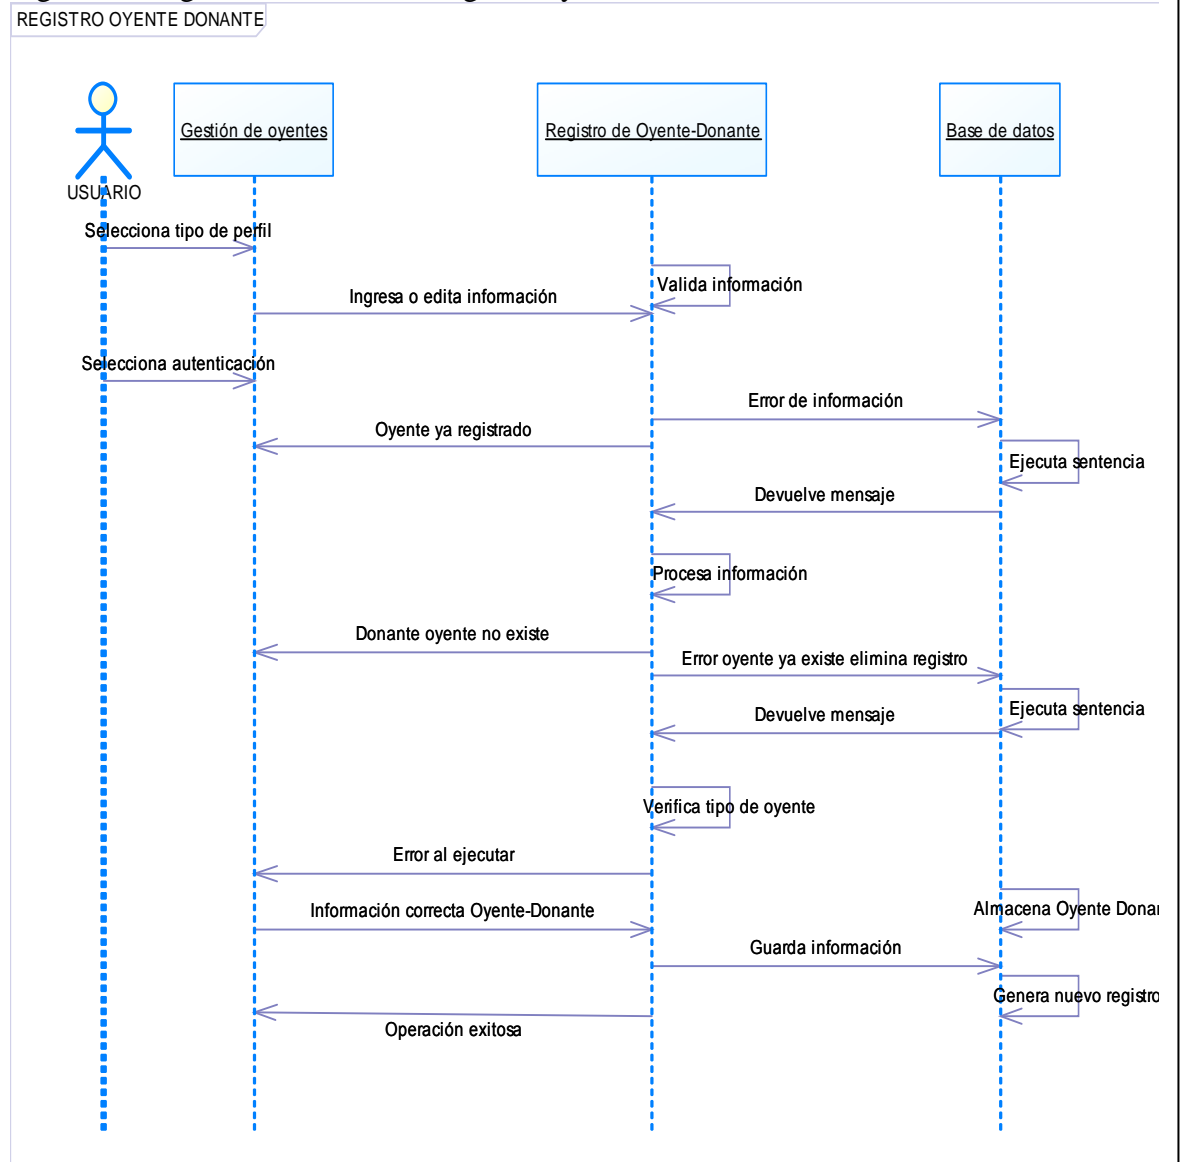 REGISTRO OYENTE DONANTE
Gestión de oyentes
Registro de Oyente-Donante
Base de datos
USUARIO
Selecciona tipo de perfil
Valida información
Ingresa o edita información
Selecciona autenticación
Error de información
Oyente ya registrado
Ejecuta sentencia
Devuelve mensaje
Procesa información
Donante oyente no existe
Error oyente ya existe elimina registro
Ejecuta sentencia
Devuelve mensaje
Verifica tipo de oyente
Error al ejecutar
Información correcta Oyente-Donante
Almacena Oyente Donar
Guarda información
Genera nuevo registro
Operación exitosa